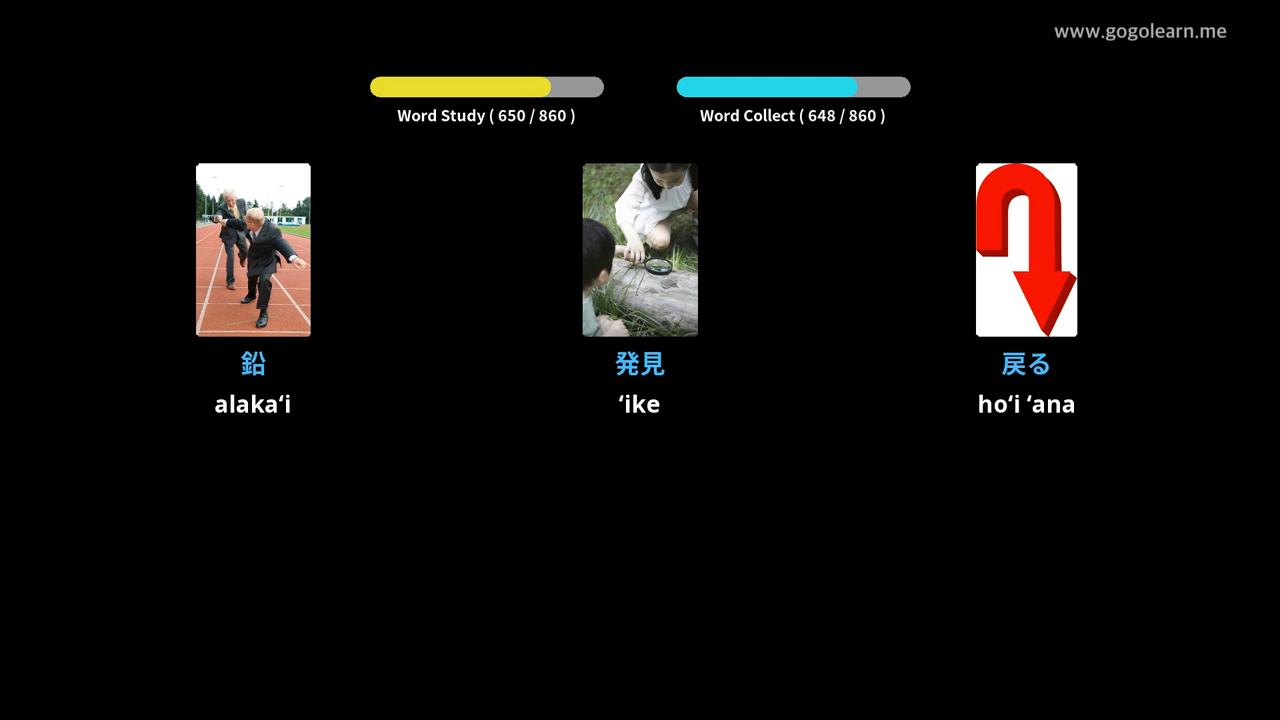 www.gogolearn.me
Word Study ( 650 / 860 )
Word Collect ( 648 / 860 )
鉛
発見
戻る
alakaʻi
ʻike
hoʻi ʻana